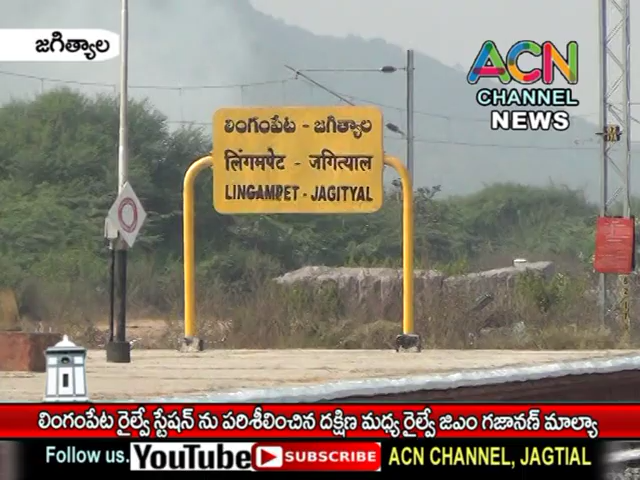 జగిత్యాల
ACN
CHANNEL
NEWS
లింగంపేట - జగిత్యాల
लिंगमपेट - जगित्याल
LINGAMPET - JAGITYAL
లింగంపేట రైల్వే స్టేషన్ ను పరిశీలించిన దక్షిణ మధ్య రైల్వే జిఎం గజానణ్ మాల్యా
Follow us. YouTube SUBSCRIBE ACN CHANNEL, JAGTIAL